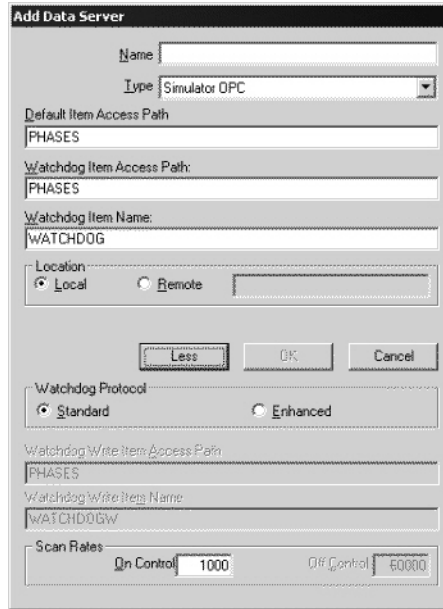 Add Data Server
Name
Type Simulator OPC
Default Item Access Path
PHASES
Watchdog Item Access Path:
PHASES
Watchdog Item Name:
WATCHDOG
Location
Local Remote
Less OK Cancel
Watchdog Protocol
Standard Enhanced
Watchdog Write Item Access Path
PHASES
Watchdog Write Item Name
WATCHDOGW
Scan Rates
On Control 1000 Off Control 60000